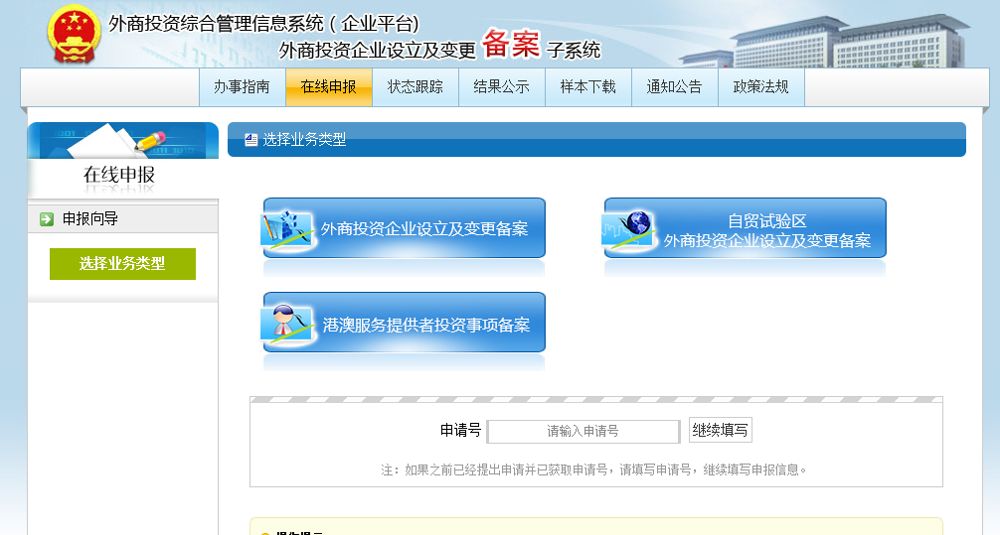 外商投资综合管理信息系统（企业平台）
外商投资企业设立及变更 备案 子系统
办事指南 在线申报 状态跟踪 结果公示 样本下载 通知公告 政策法规
在线申报
申报向导
选择业务类型
选择业务类型
外商投资企业设立及变更备案
自贸试验区
外商投资企业设立及变更备案
港澳服务提供者投资事项备案
申请号 请输入申请号 继续填写
注：如果之前已经提出申请并已获取申请号，请填写申请号，继续填写申报信息。